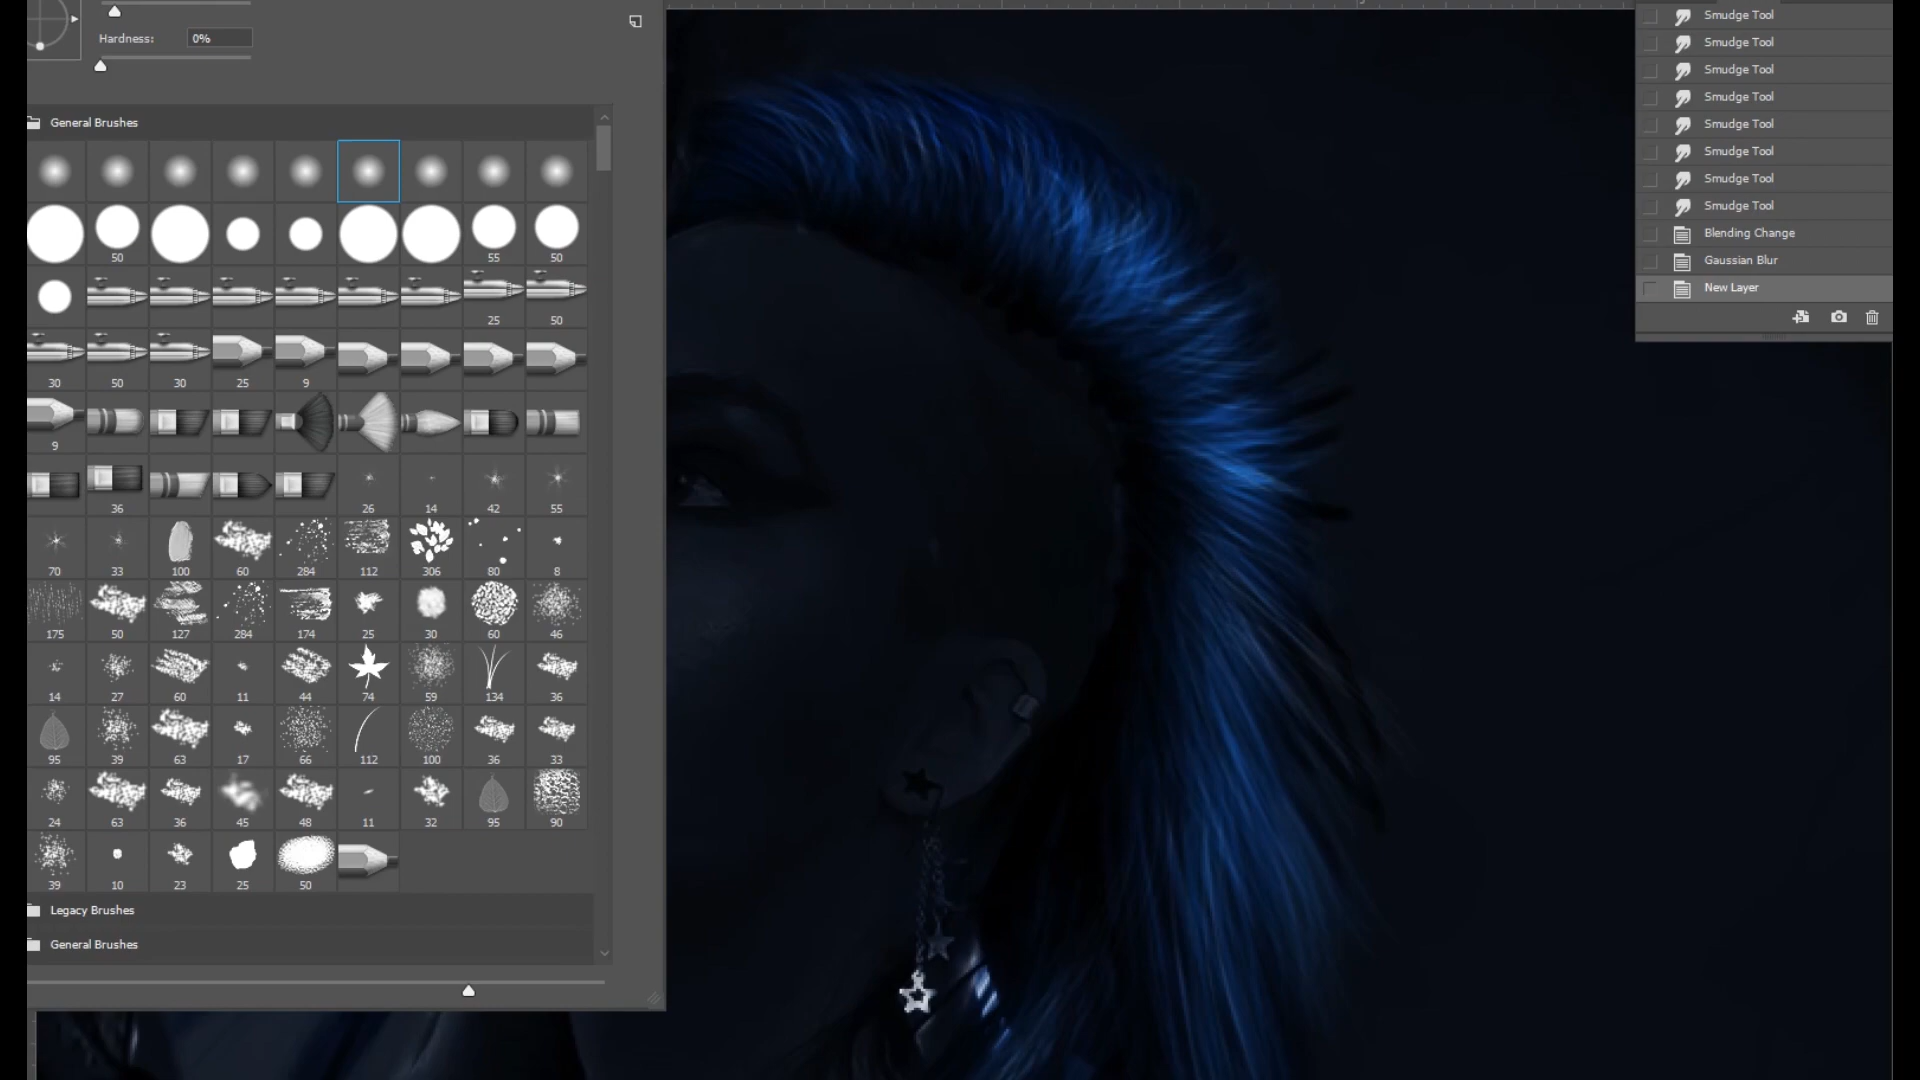 Hardness: 0%
General Brushes
50 55 50
25 50
30 50 30 25 9
9
36 26 14 42 55
70 33 100 60 284 112 306 80 8
175 50 127 284 174 25 30 60 46
14 27 60 11 44 74 59 134 36
95 39 63 17 66 112 100 36 33
24 63 36 45 48 11 32 95 90
39 10 23 25 50
Legacy Brushes
General Brushes
Smudge Tool
Smudge Tool
Smudge Tool
Smudge Tool
Smudge Tool
Smudge Tool
Smudge Tool
Smudge Tool
Blending Change
Gaussian Blur
New Layer